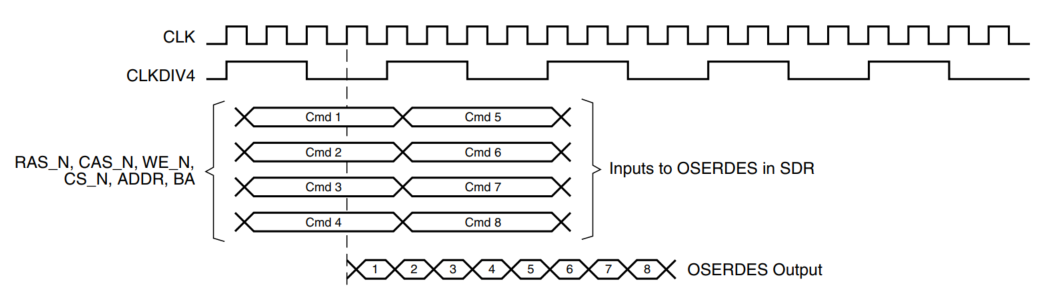 CLK
CLKDIV4
Cmd 1 Cmd 5
Cmd 2 Cmd 6
RAS_N, CAS_N, WE_N,
CS_N, ADDR, BA
Inputs to OSERDES in SDR
Cmd 3 Cmd 7
Cmd 4 Cmd 8
1 2 3 4 5 6 7 8 OSERDES Output